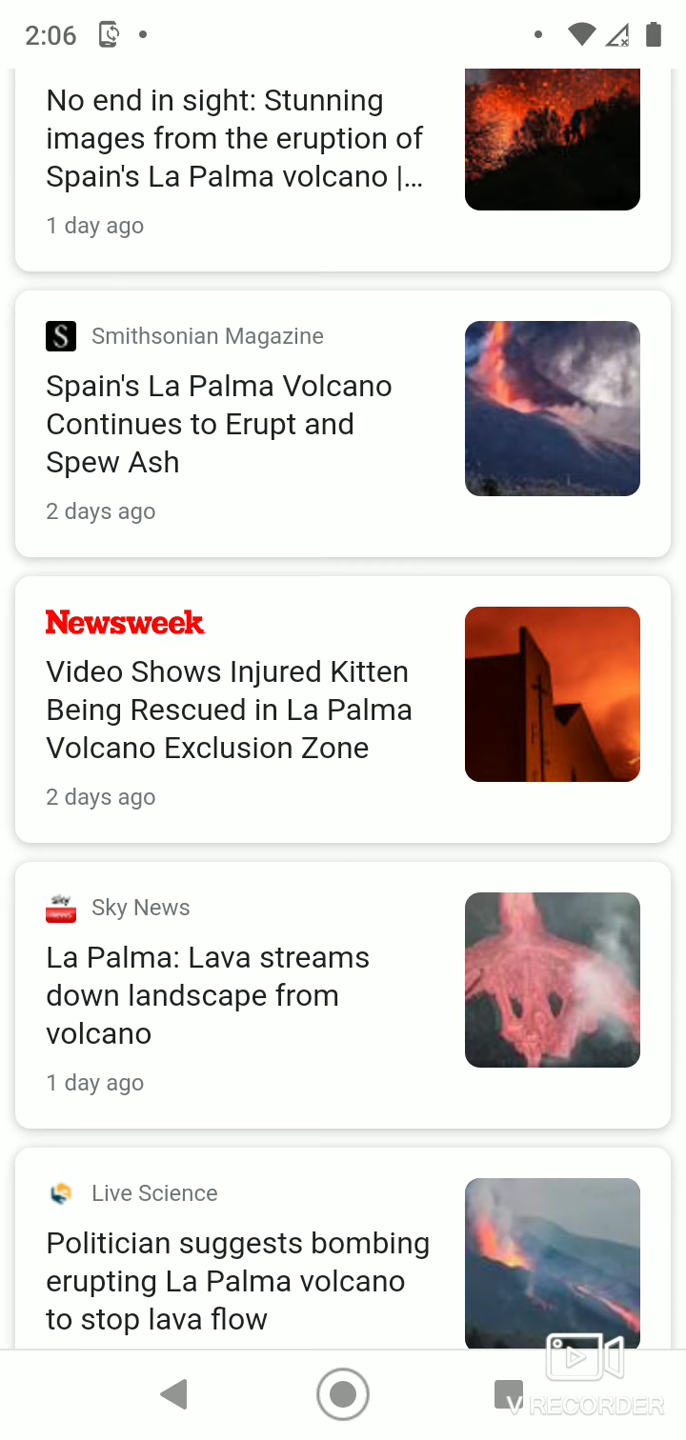 2:06
No end in sight: Stunning
images from the eruption of
Spain's La Palma volcano |...
1 day ago
S Smithsonian Magazine
Spain's La Palma Volcano
Continues to Erupt and
Spew Ash
2 days ago
Newsweek
Video Shows Injured Kitten
Being Rescued in La Palma
Volcano Exclusion Zone
2 days ago
sky news Sky News
La Palma: Lava streams
down landscape from
volcano
1 day ago
Live Science
Politician suggests bombing
erupting La Palma volcano
to stop lava flow
V RECORDER